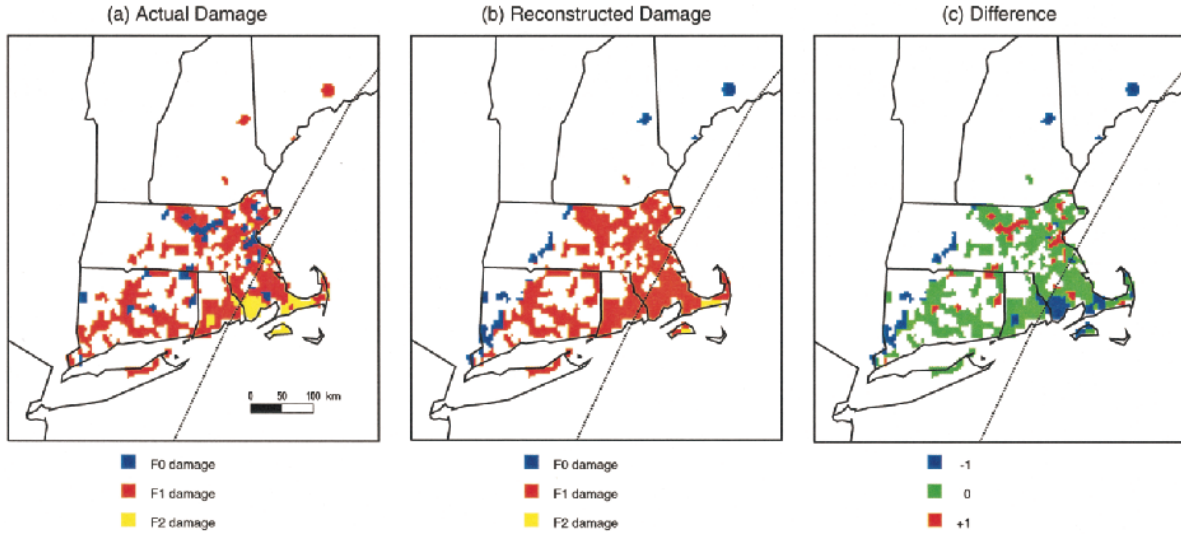 (a) Actual Damage
(b) Reconstructed Damage
(c) Difference
0 50 100 km
F0 damage
F1 damage
F2 damage
F0 damage
F1 damage
F2 damage
-1
0
+1